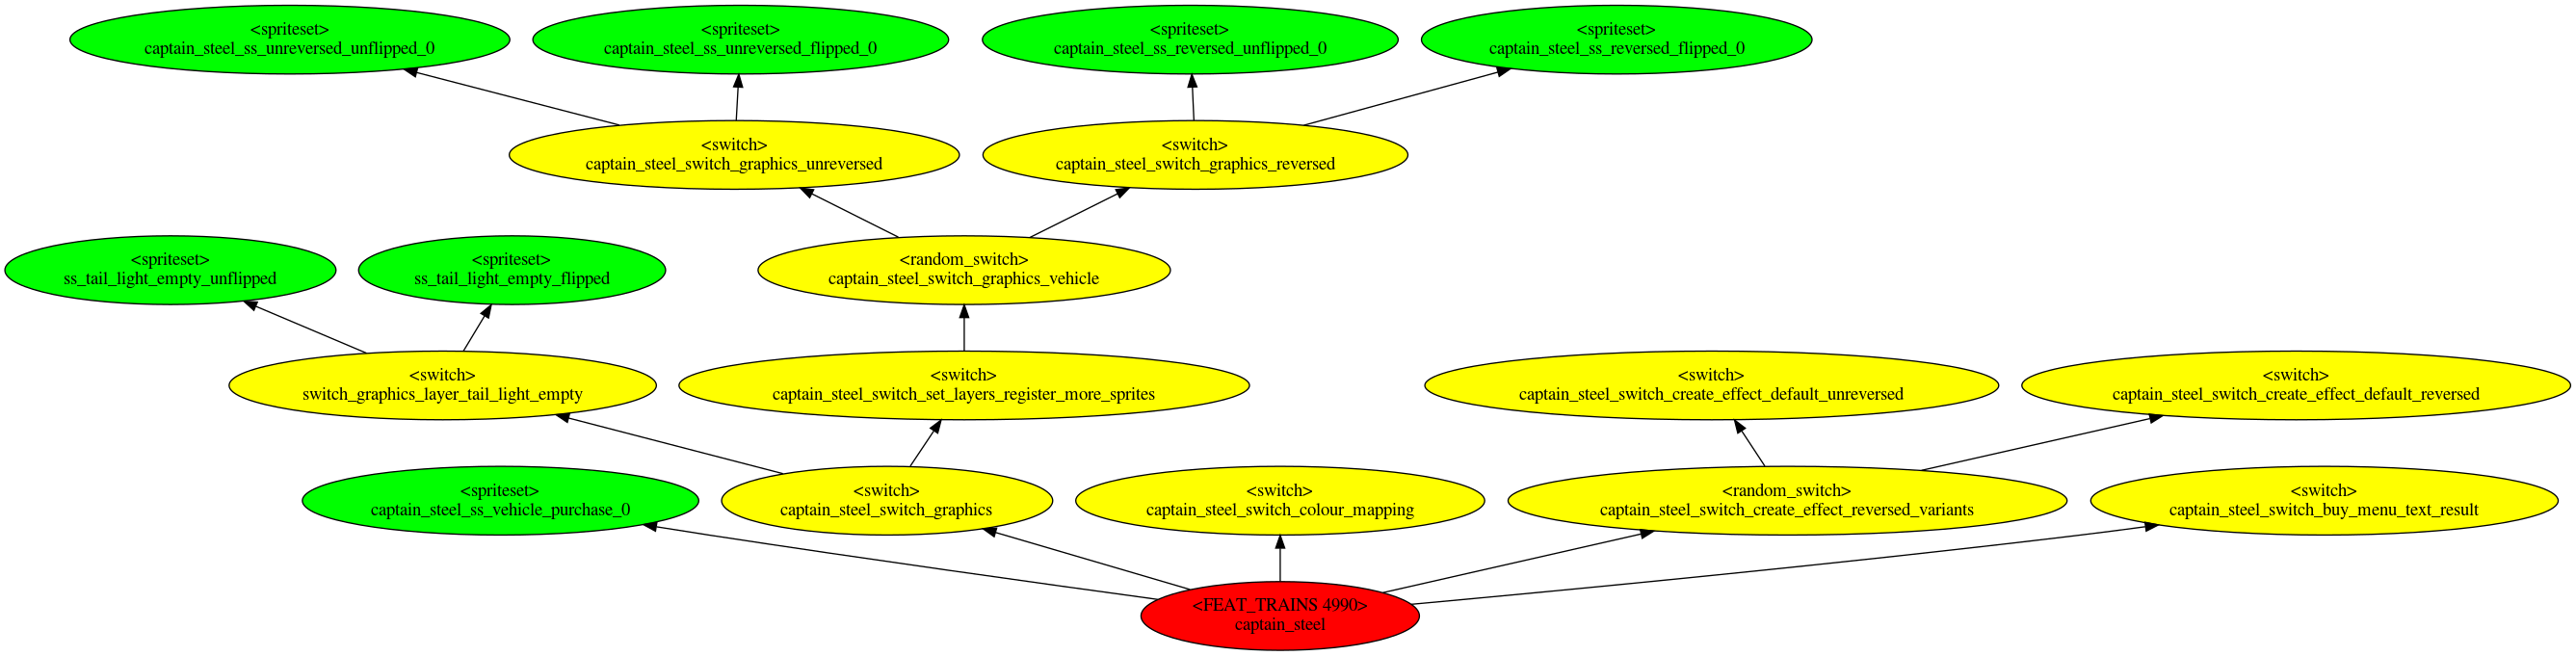 <spriteset>
captain_steel_ss_unreversed_unflipped_0
<spriteset>
captain_steel_ss_unreversed_flipped_0
<spriteset>
captain_steel_ss_reversed_unflipped_0
<spriteset>
captain_steel_ss_reversed_flipped_0
<switch>
captain_steel_switch_graphics_unreversed
<switch>
captain_steel_switch_graphics_reversed
<spriteset>
ss_tail_light_empty_unflipped
<spriteset>
ss_tail_light_empty_flipped
<random_switch>
captain_steel_switch_graphics_vehicle
<switch>
switch_graphics_layer_tail_light_empty
<switch>
captain_steel_switch_set_layers_register_more_sprites
<switch>
captain_steel_switch_create_effect_default_unreversed
<switch>
captain_steel_switch_create_effect_default_reversed
<spriteset>
captain_steel_ss_vehicle_purchase_0
<switch>
captain_steel_switch_graphics
<switch>
captain_steel_switch_colour_mapping
<random_switch>
captain_steel_switch_create_effect_reversed_variants
<switch>
captain_steel_switch_buy_menu_text_result
<FEAT_TRAINS 4990>
captain_steel